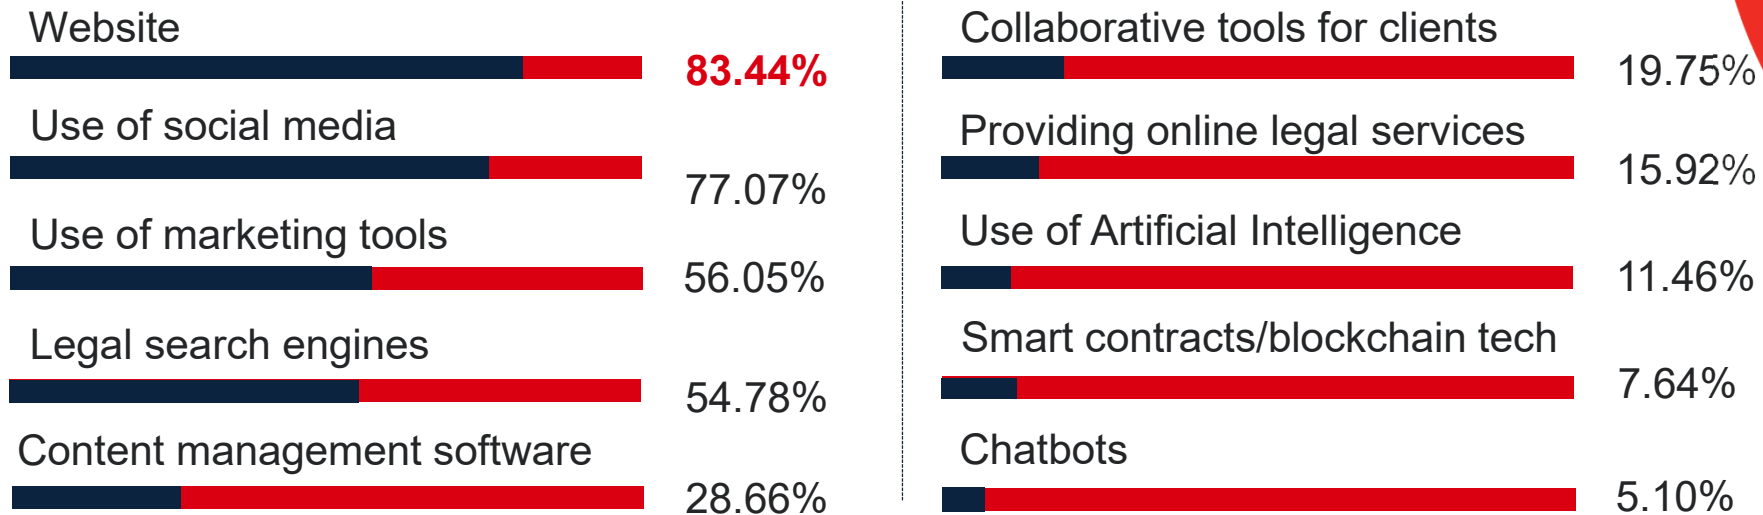 Website
83.44%
Use of social media
77.07%
Use of marketing tools
56.05%
Legal search engines
54.78%
Content management software
28.66%
Collaborative tools for clients
19.75%
Providing online legal services
15.92%
Use of Artificial Intelligence
11.46%
Smart contracts/blockchain tech
7.64%
Chatbots
5.10%